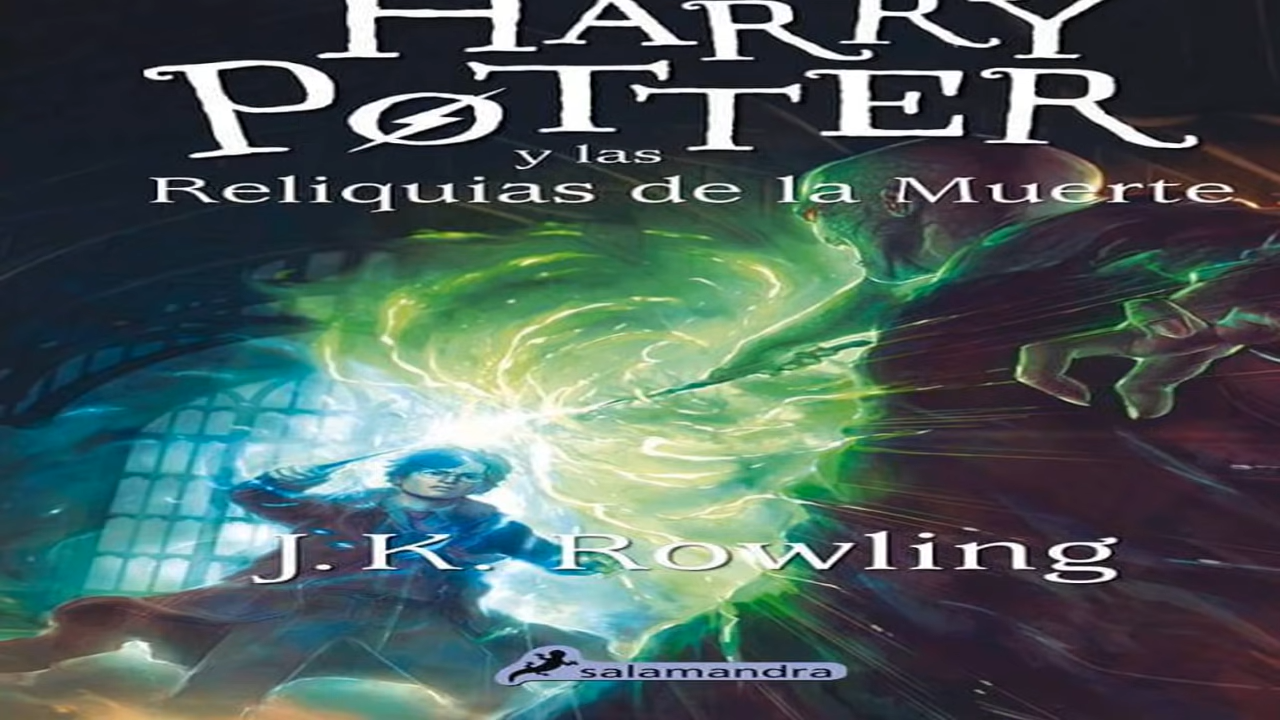 HARRY
POTTER
y las
Reliquias de la Muerte
J.K. Rowling
salamandra